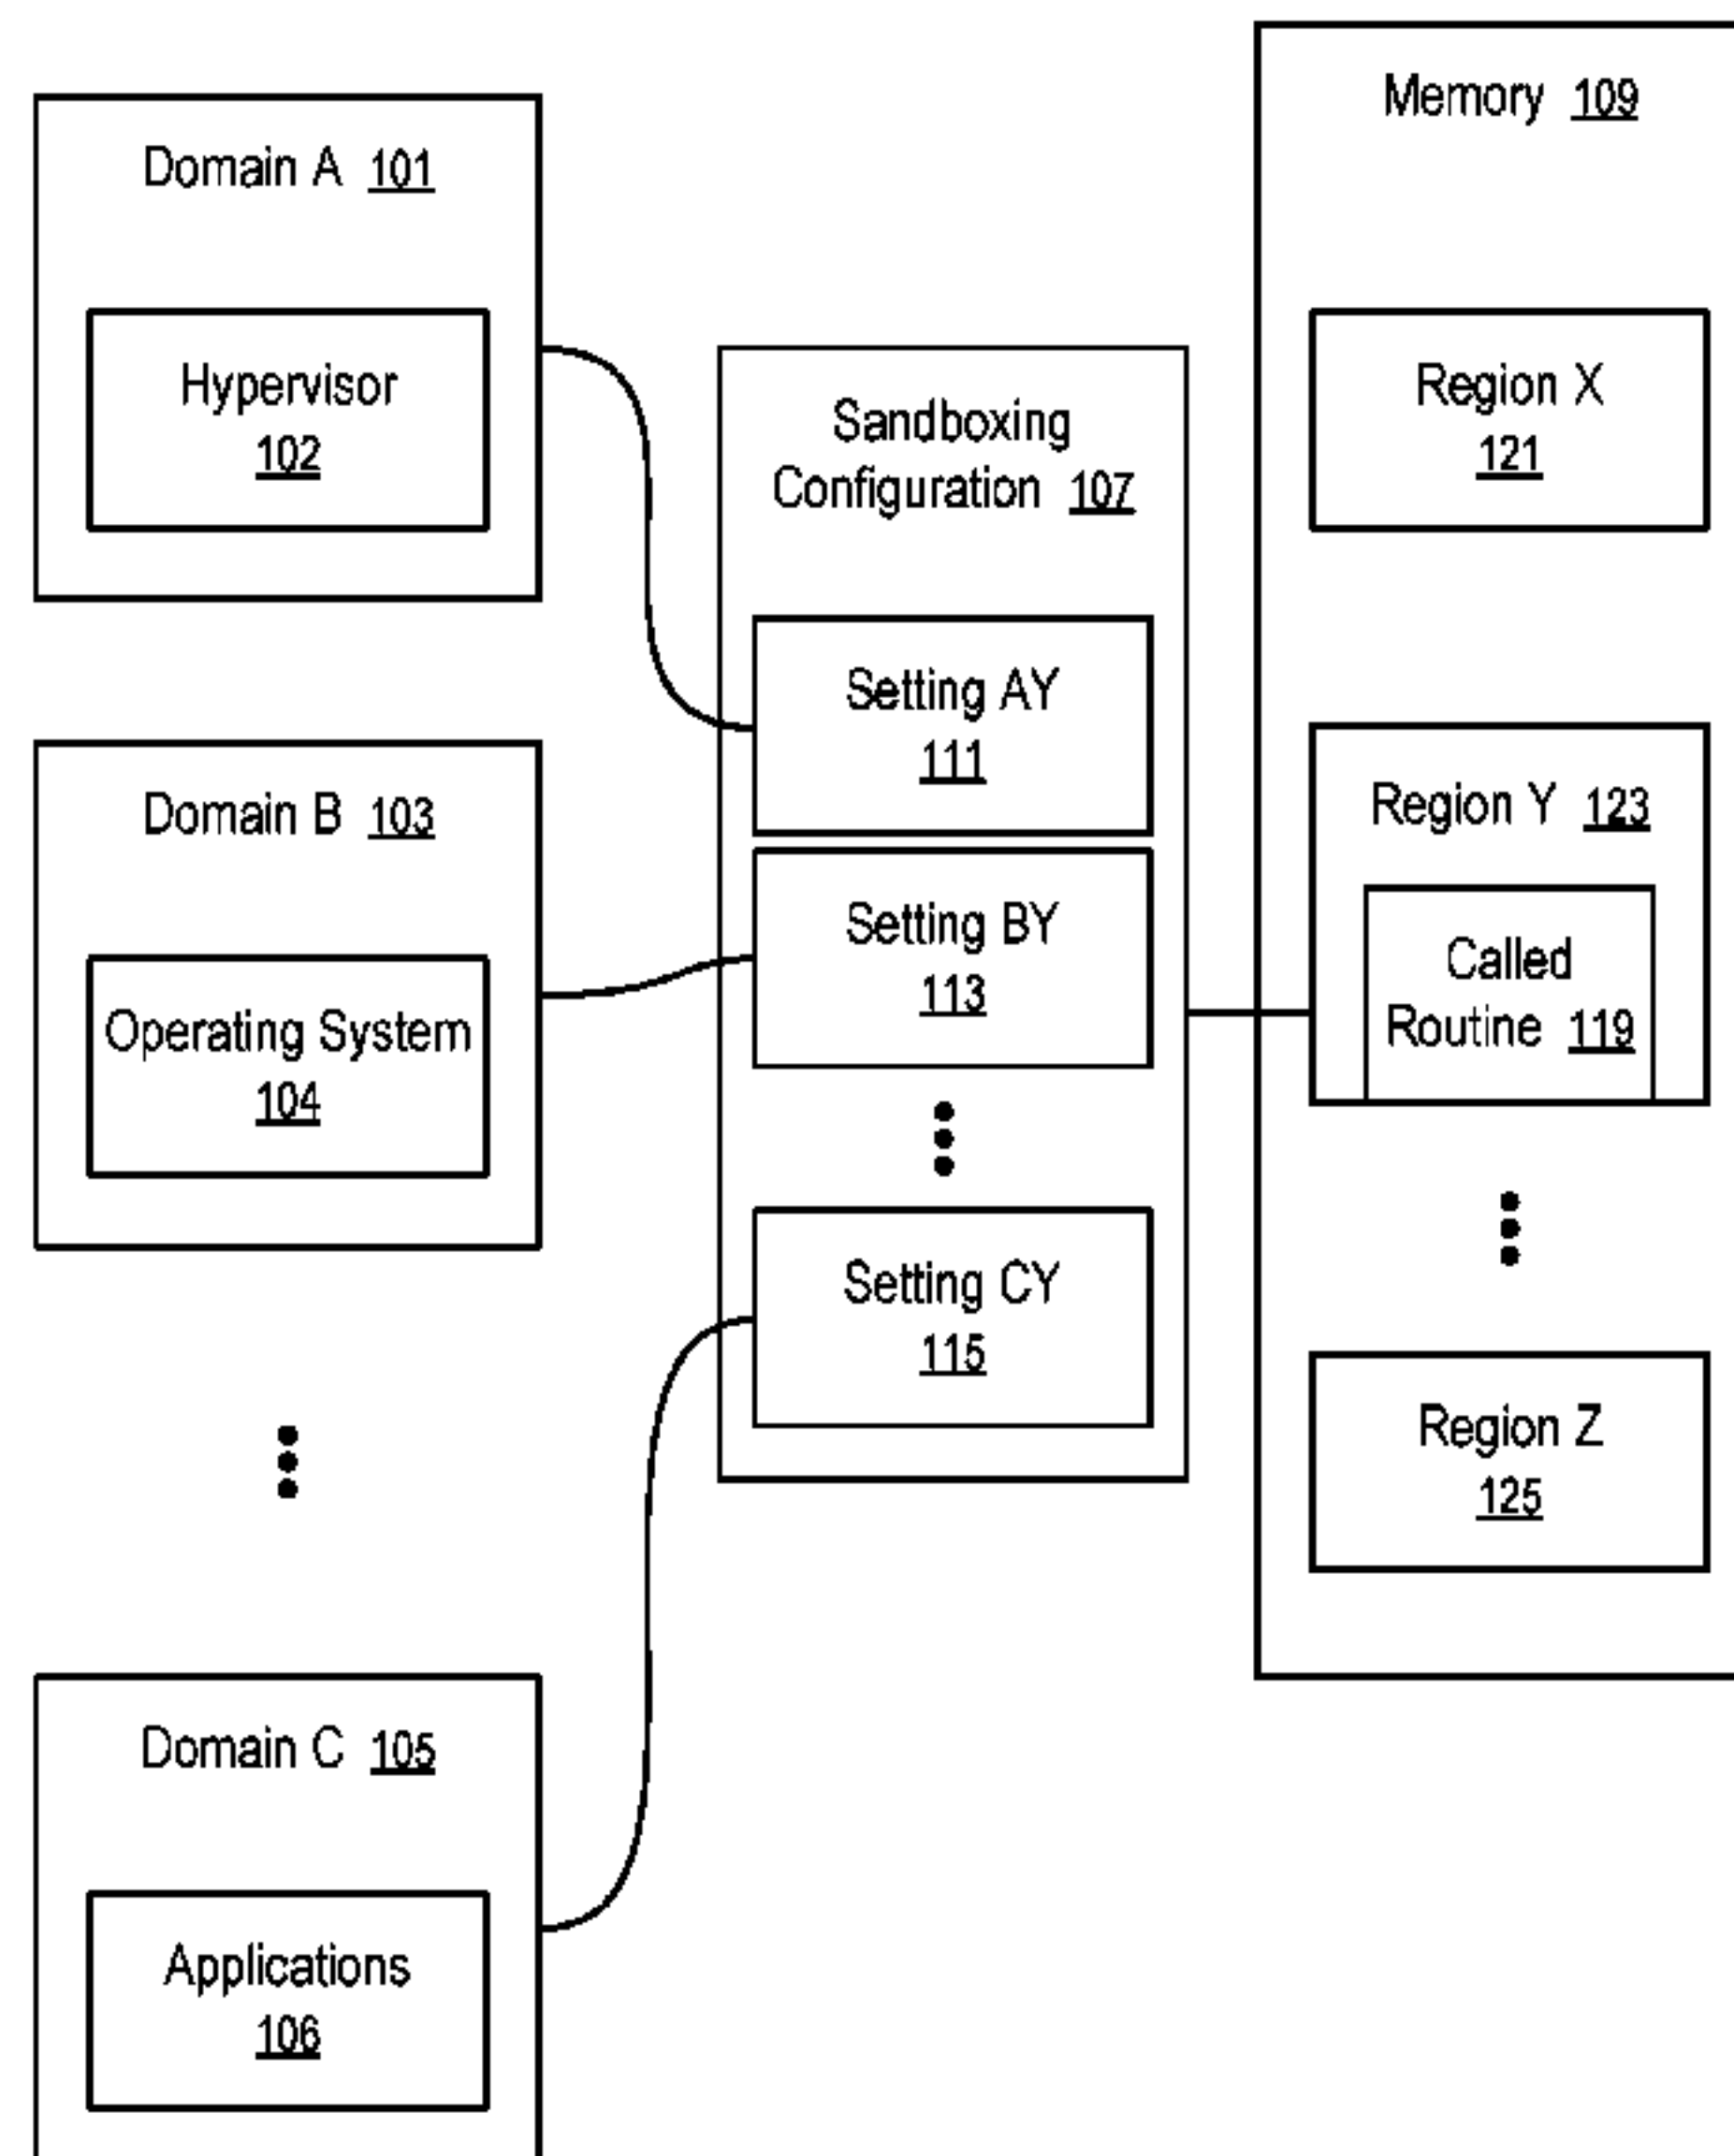 Domain A 101
Hypervisor
102
Domain B 103
Operating System
104
Domain C 105
Applications
106
Sandboxing
Configuration 107
Setting AY
111
Setting BY
113
Setting CY
115
Memory 109
Region X
121
Region Y 123
Called
Routine 119
Region Z
125